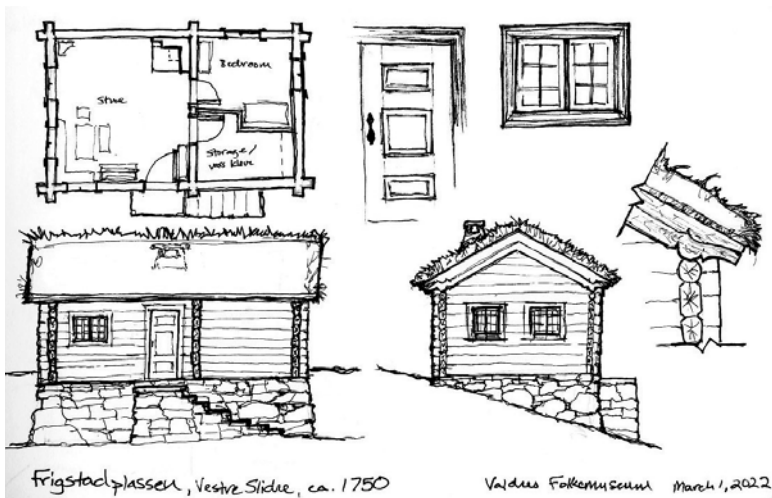 Bedroom
Stue
Storage/
Frigstadplassen, Vestre Slidre, ca. 1750
Valdres Folkemuseum March 1, 2022